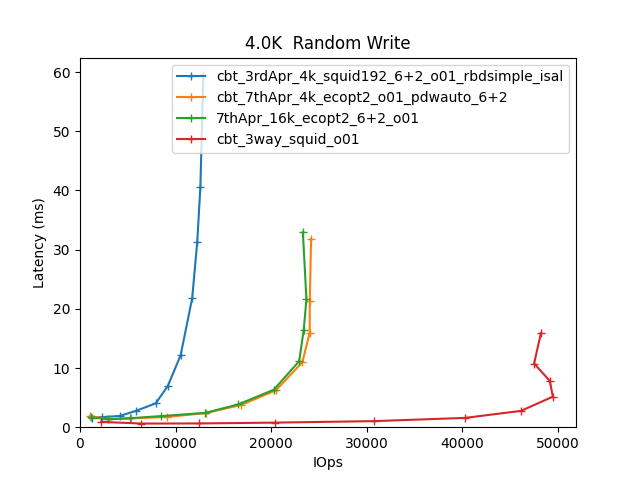 4.0K  Random Write
cbt_3rdApr_4k_squid192_6+2_o01_rbdsimple_isal
cbt_7thApr_4k_ecopt2_o01_pdwauto_6+2
7thApr_16k_ecopt2_6+2_o01
cbt_3way_squid_o01
Latency (ms)
60
50
40
30
20
10
0
0 10000 20000 30000 40000 50000
IOps